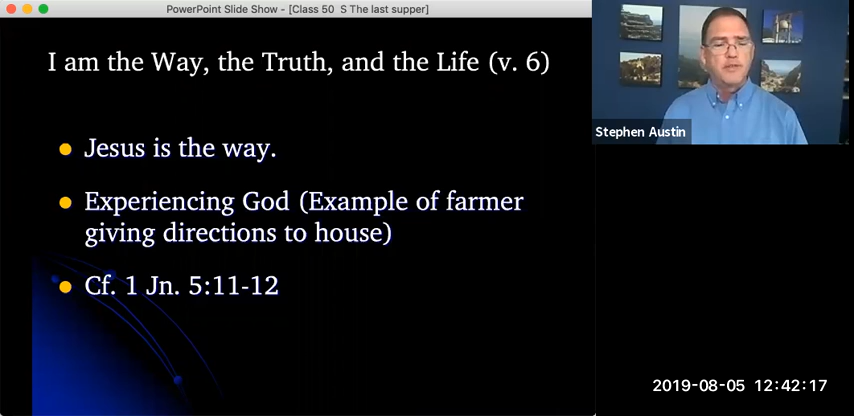 PowerPoint Slide Show - [Class 50  S The last supper]
I am the Way, the Truth, and the Life (v. 6)
Jesus is the way.
Experiencing God (Example of farmer
giving directions to house)
Cf. 1 Jn. 5:11-12
Stephen Austin
2019-08-05 12:42:17